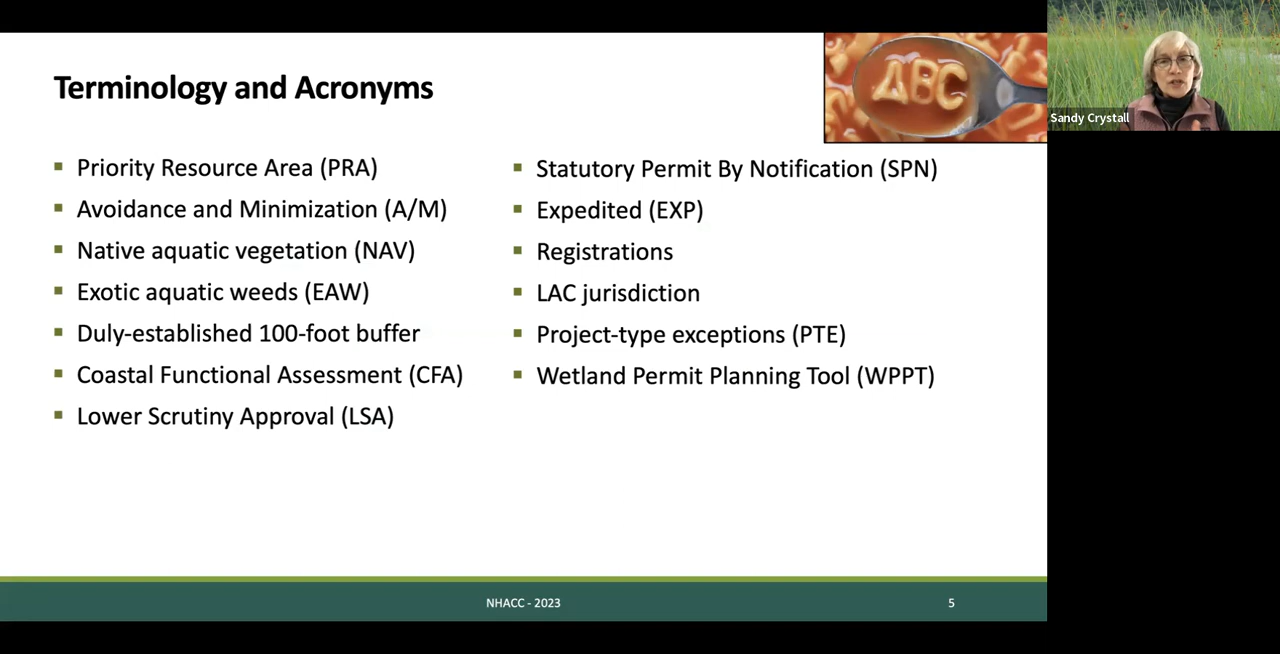 Terminology and Acronyms
ABC
Sandy Crystall
Priority Resource Area (PRA)
Avoidance and Minimization (A/M)
Native aquatic vegetation (NAV)
Exotic aquatic weeds (EAW)
Duly-established 100-foot buffer
Coastal Functional Assessment (CFA)
Lower Scrutiny Approval (LSA)
Statutory Permit By Notification (SPN)
Expedited (EXP)
Registrations
LAC jurisdiction
Project-type exceptions (PTE)
Wetland Permit Planning Tool (WPPT)
NHACC - 2023
5